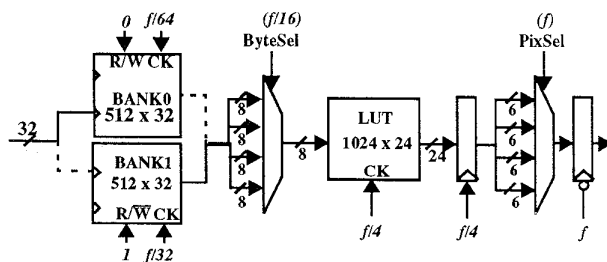 0 f/64
(f/16)
ByteSel
(f)
PixSel
R/W CK
BANK0
512 x 32
32
BANK1
512 x 32
R/W̅ CK
1 f/32
8
8
8
8
8
LUT
1024 x 24
CK
f/4
24
f/4
6
6
6
6
6
f